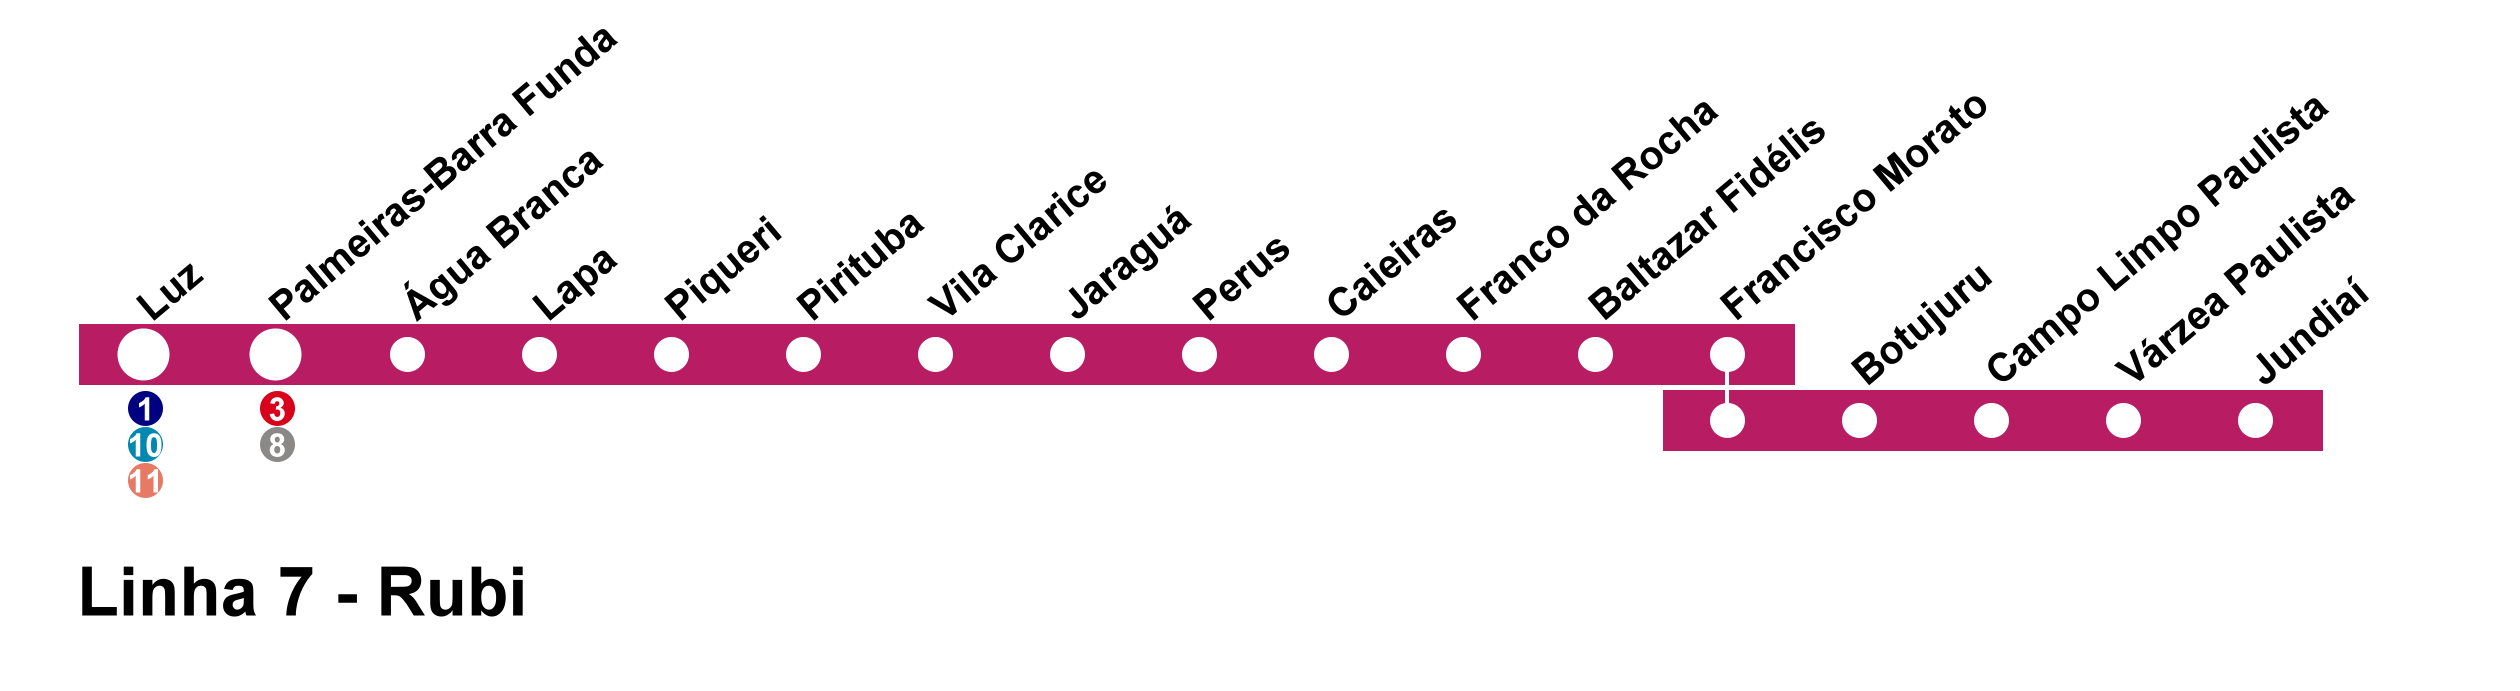 Luz
Palmeiras-Barra Funda
Água Branca
Lapa
Piqueri
Pirituba
Vila Clarice
Jaraguá
Perus
Caieiras
Franco da Rocha
Baltazar Fidélis
Francisco Morato
Botujuru
Campo Limpo Paulista
Várzea Paulista
Jundiaí
1
3
10
8
11
Linha 7 - Rubi